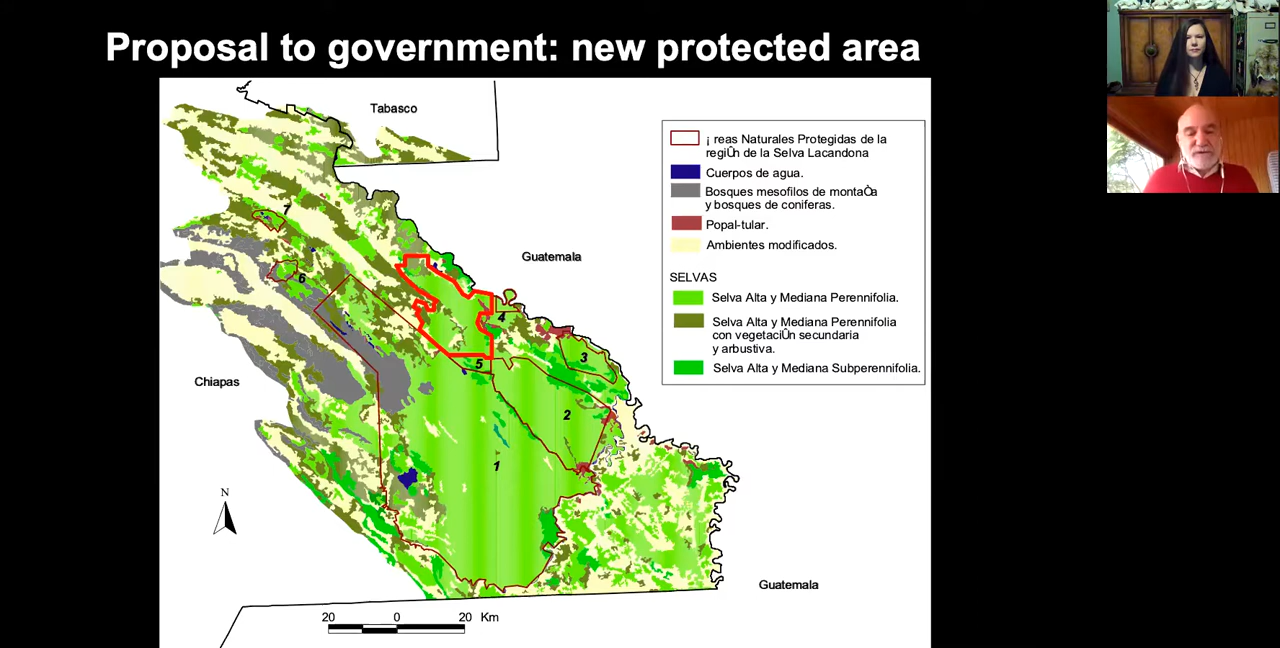 Proposal to government: new protected area
Tabasco
¡ reas Naturales Protegidas de la
regiÛn de la Selva Lacandona
Cuerpos de agua.
Bosques mesofilos de montaÒa
y bosques de coniferas.
Popal-tular.
Ambientes modificados.
7
Guatemala
6
SELVAS
Selva Alta y Mediana Perennifolia.
4
Selva Alta y Mediana Perennifolia
con vegetaciÛn secundaria
y arbustiva.
3
5
Selva Alta y Mediana Subperennifolia.
Chiapas
2
1
N
Guatemala
20 0 20 Km